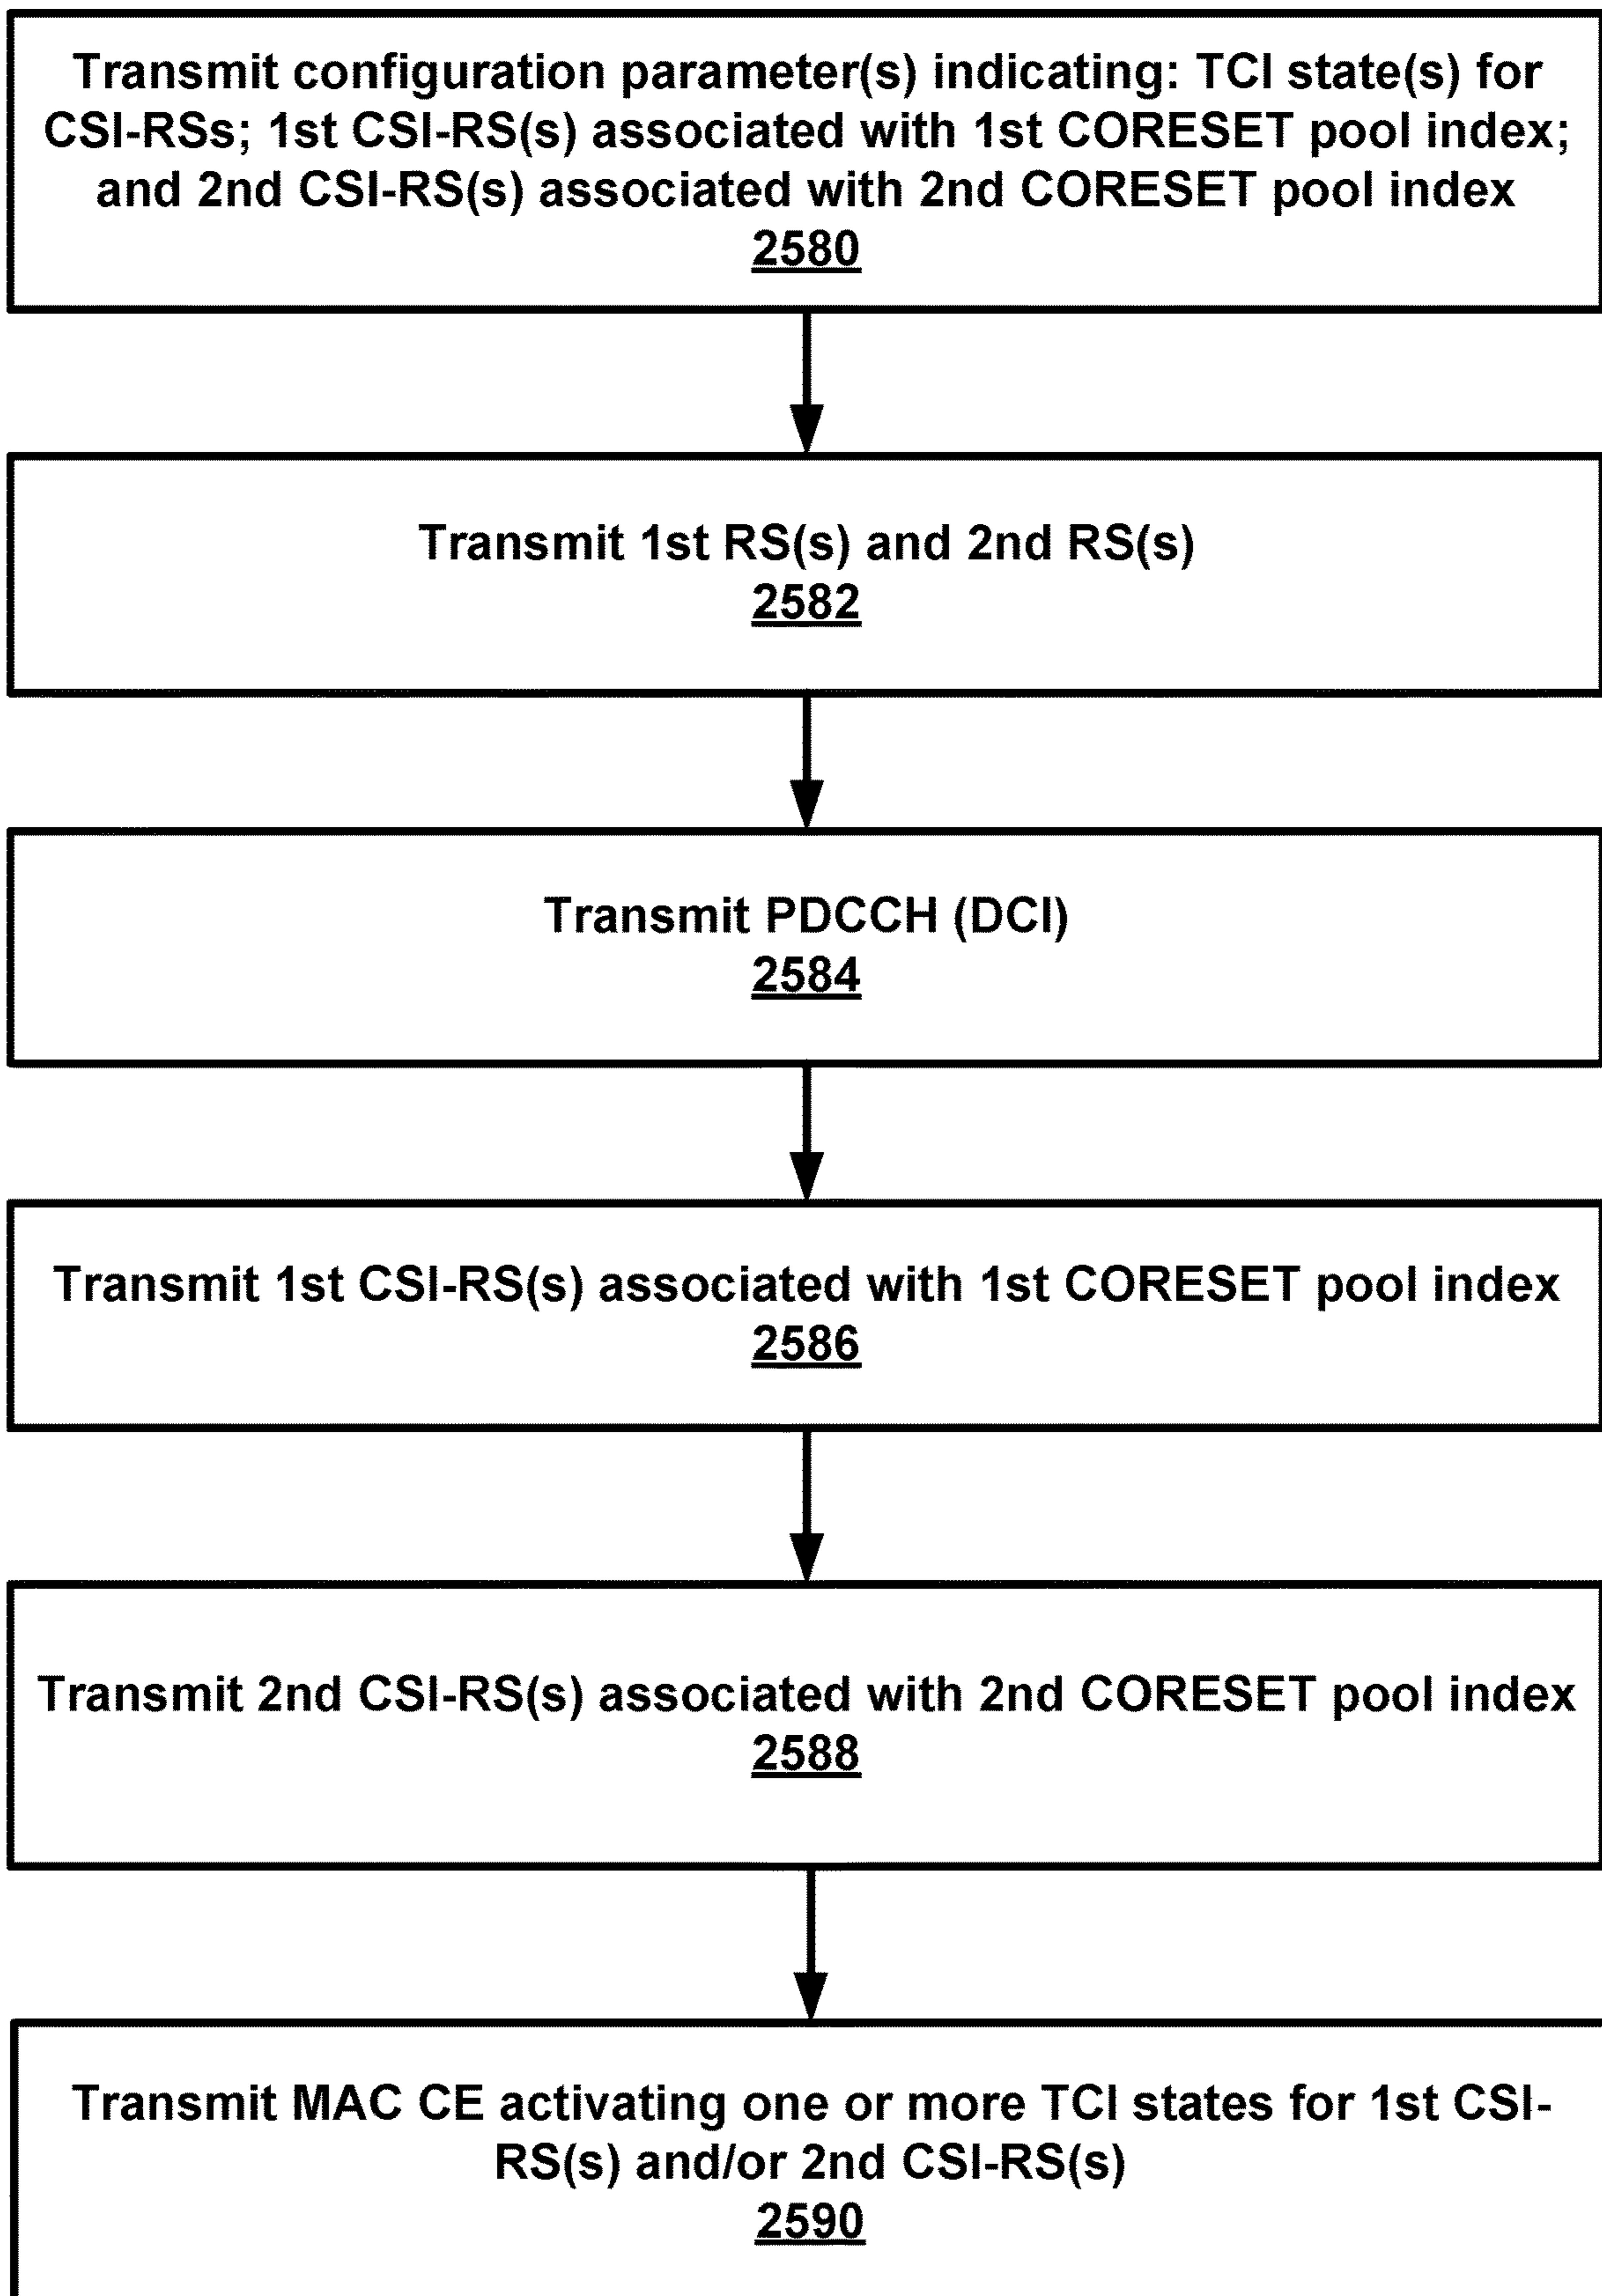 Transmit configuration parameter(s) indicating: TCI state(s) for
CSI-RSs; 1st CSI-RS(s) associated with 1st CORESET pool index;
and 2nd CSI-RS(s) associated with 2nd CORESET pool index
2580
Transmit 1st RS(s) and 2nd RS(s)
2582
Transmit PDCCH (DCI)
2584
Transmit 1st CSI-RS(s) associated with 1st CORESET pool index
2586
Transmit 2nd CSI-RS(s) associated with 2nd CORESET pool index
2588
Transmit MAC CE activating one or more TCI states for 1st CSI-
RS(s) and/or 2nd CSI-RS(s)
2590